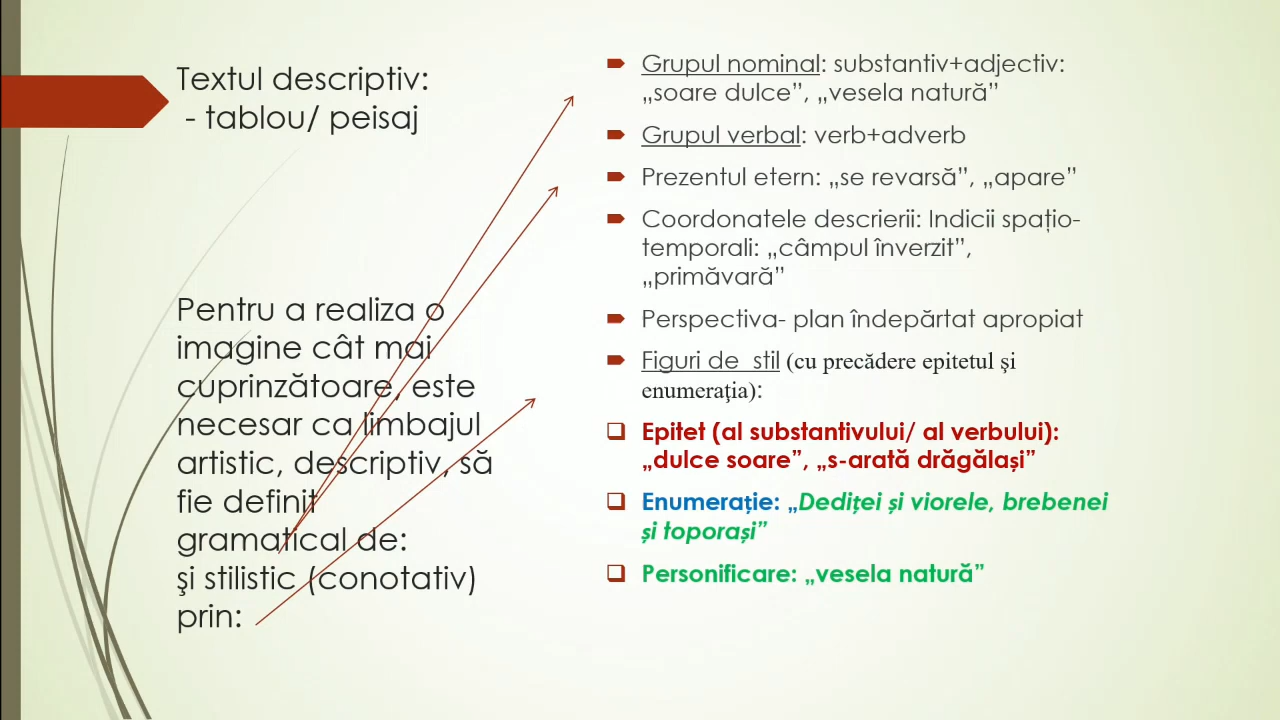 Textul descriptiv:
- tablou/ peisaj
Pentru a realiza o
imagine cât mai
cuprinzătoare, este
necesar ca limbajul
artistic, descriptiv, să
fie definit
gramatical de:
şi stilistic (conotativ)
prin:
Grupul nominal: substantiv+adjectiv:
„soare dulce”, „vesela natură”
Grupul verbal: verb+adverb
Prezentul etern: „se revarsă”, „apare”
Coordonatele descrierii: Indicii spațio-
temporali: „câmpul înverzit”,
„primăvară”
Perspectiva- plan îndepărtat apropiat
Figuri de stil (cu precădere epitetul şi
enumeraţia):
Epitet (al substantivului/ al verbului):
„dulce soare”, „s-arată drăgălași”
Enumerație: „Dediței și viorele, brebenei
și toporași”
Personificare: „vesela natură”